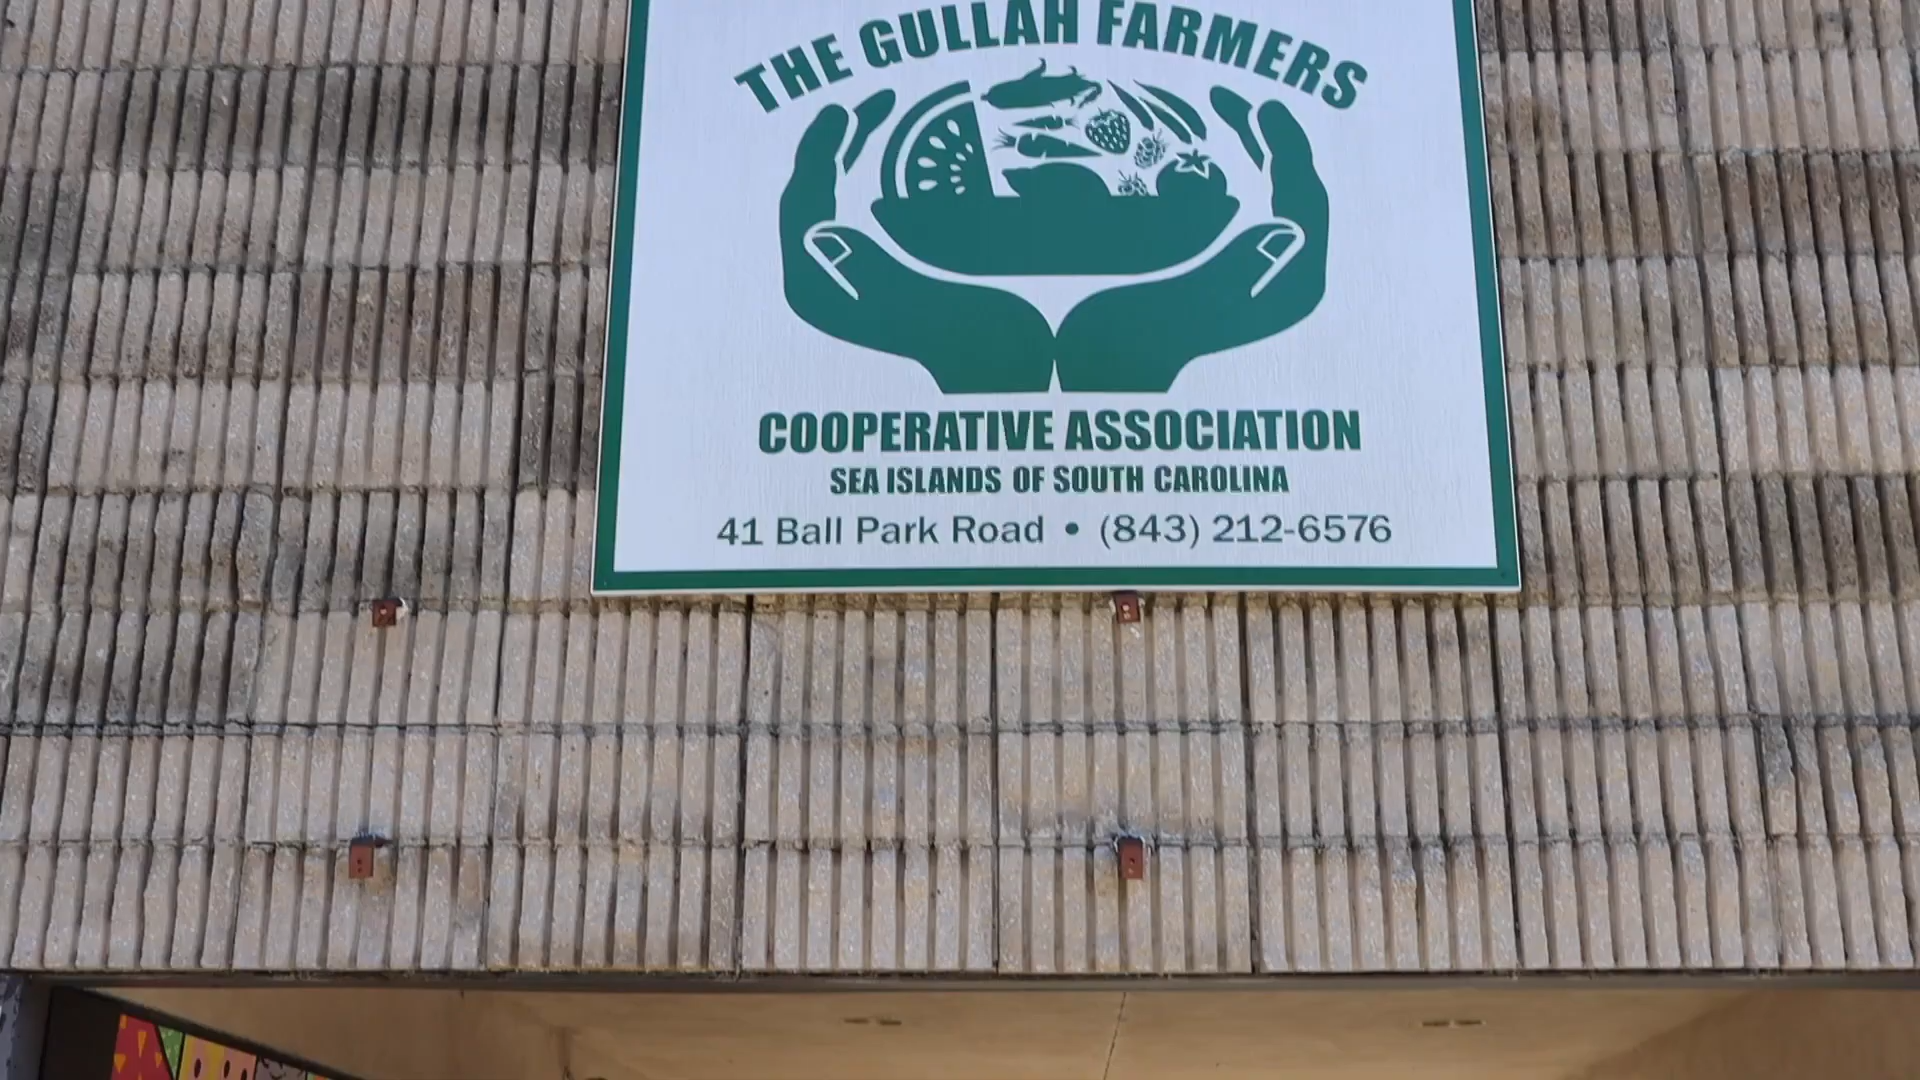 THE GULLAH FARMERS
COOPERATIVE ASSOCIATION
SEA ISLANDS OF SOUTH CAROLINA
41 Ball Park Road • (843) 212-6576